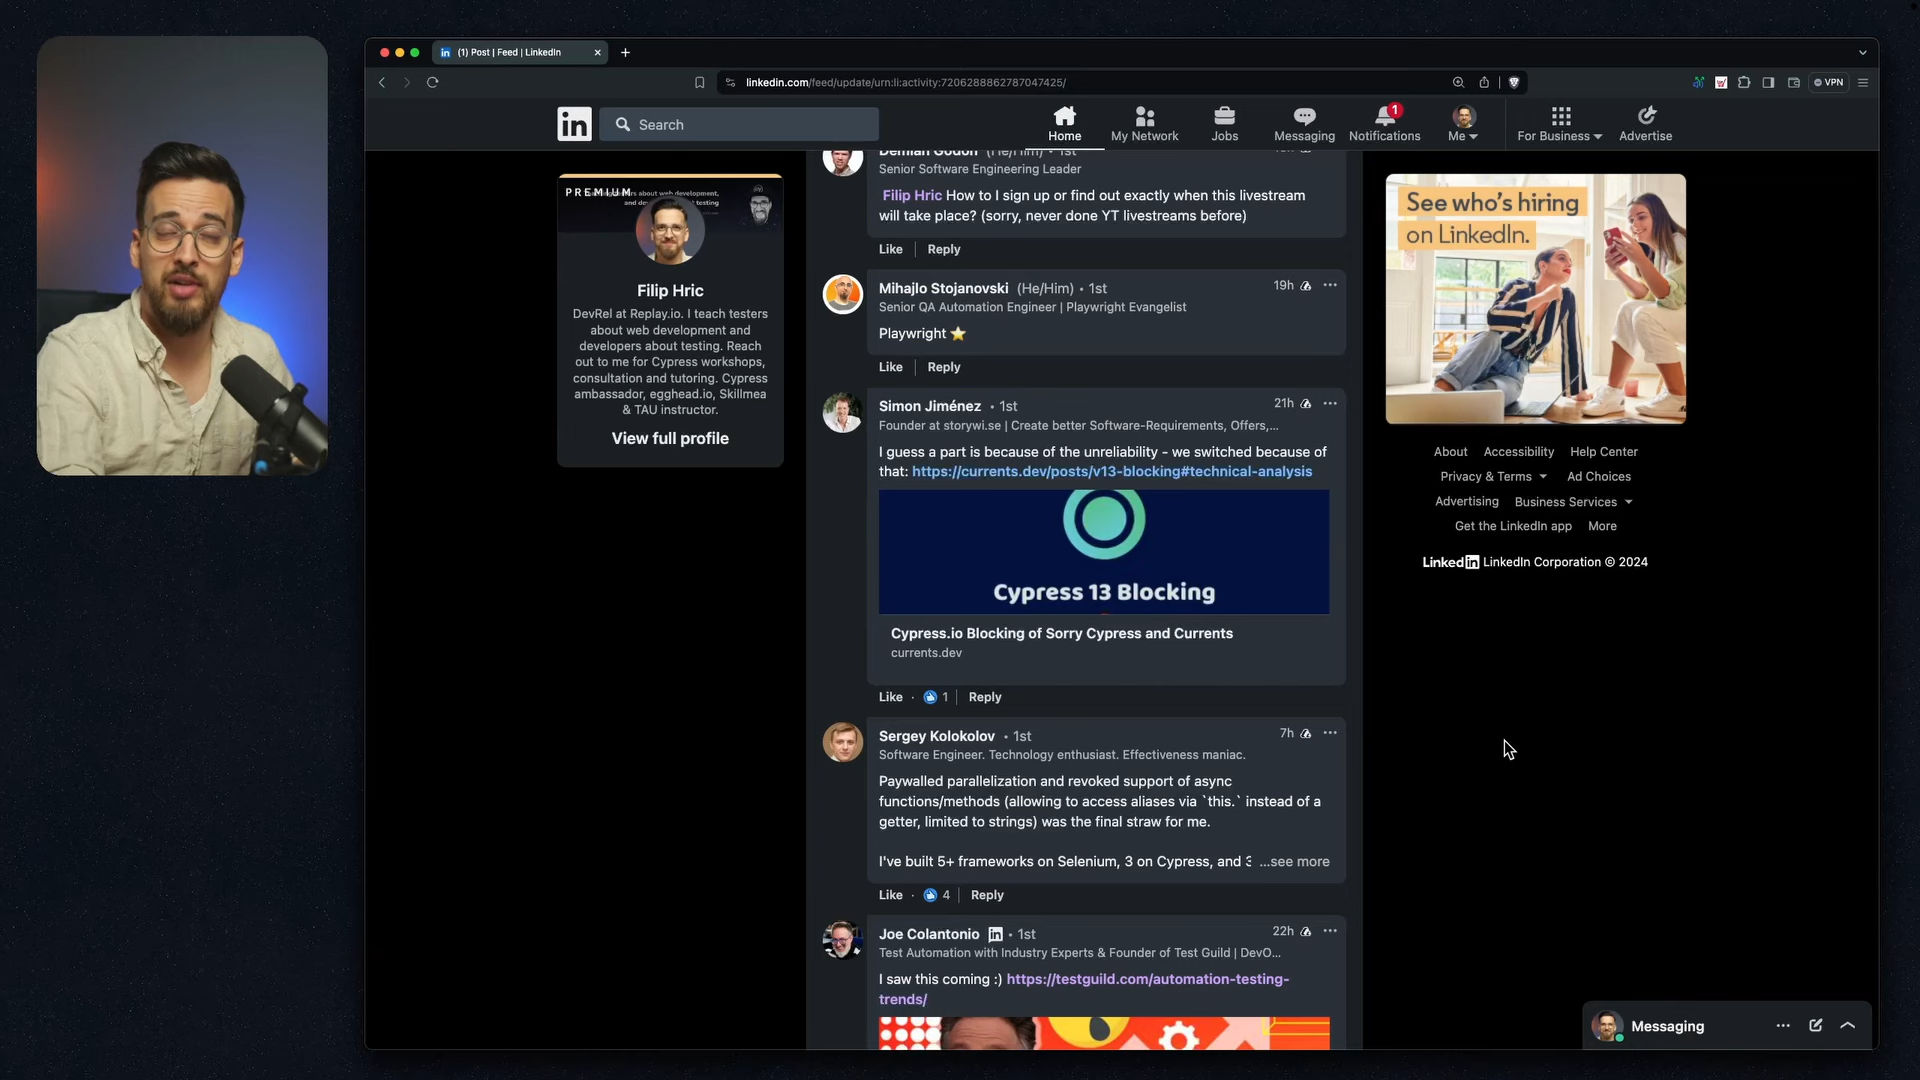 (1) Post | Feed | LinkedIn
linkedin.com/feed/update/urn:li:activity:7206288862787047425/
VPN
in
Search
Home
My Network
Jobs
Messaging
1
Notifications
Me
For Business
Advertise
PREMIUM
about web development,
testing
Filip Hric
DevRel at Replay.io. I teach testers
about web development and
developers about testing. Reach
out to me for Cypress workshops,
consultation and tutoring. Cypress
ambassador, egghead.io, Skillmea
& TAU instructor.
View full profile
(He/Him) • 1st
Senior Software Engineering Leader
Filip Hric How to I sign up or find out exactly when this livestream
will take place? (sorry, never done YT livestreams before)
Like
Reply
Mihajlo Stojanovski (He/Him) • 1st
19h
Senior QA Automation Engineer | Playwright Evangelist
Playwright ⭐
Like
Reply
Simon Jiménez • 1st
21h
Founder at storywi.se | Create better Software-Requirements, Offers,...
I guess a part is because of the unreliability - we switched because of
that: https://currents.dev/posts/v13-blocking#technical-analysis
Cypress 13 Blocking
Cypress.io Blocking of Sorry Cypress and Currents
currents.dev
Like · 1
Reply
Sergey Kolokolov • 1st
7h
Software Engineer. Technology enthusiast. Effectiveness maniac.
Paywalled parallelization and revoked support of async
functions/methods (allowing to access aliases via `this.` instead of a
getter, limited to strings) was the final straw for me.
I've built 5+ frameworks on Selenium, 3 on Cypress, and 3 ...see more
Like · 4
Reply
Joe Colantonio in • 1st
22h
Test Automation with Industry Experts & Founder of Test Guild | DevO...
I saw this coming :) https://testguild.com/automation-testing-
trends/
See who's hiring
on LinkedIn.
About Accessibility Help Center
Privacy & Terms Ad Choices
Advertising Business Services
Get the LinkedIn app More
LinkedIn LinkedIn Corporation © 2024
Messaging